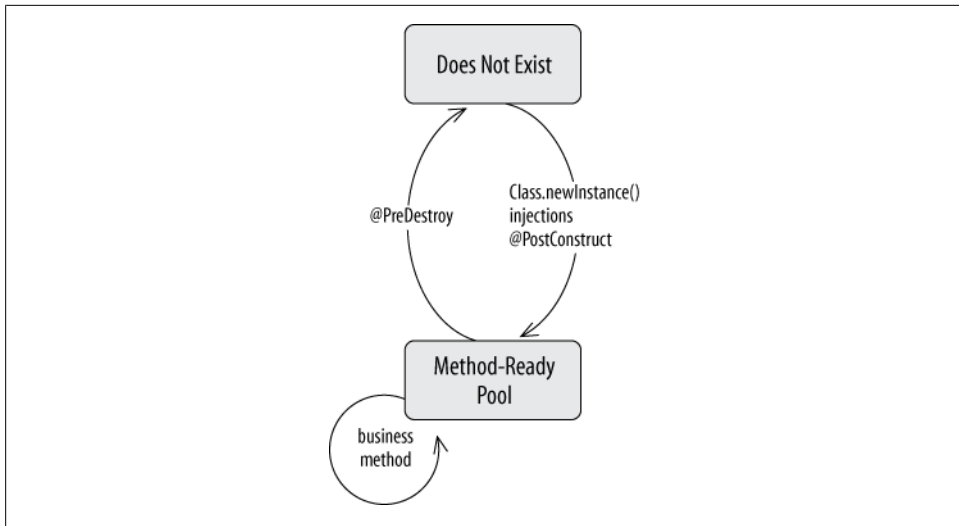 Does Not Exist
@PreDestroy
Class.newInstance()
injections
@PostConstruct
Method-Ready
Pool
business
method